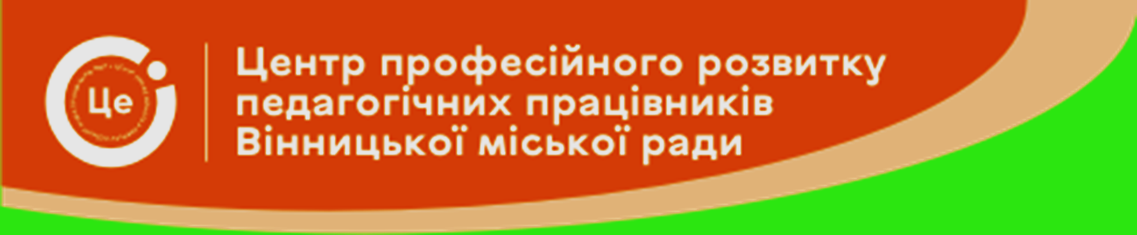 Це
Центр професійного розвитку
педагогічних працівників
Вінницької міської ради